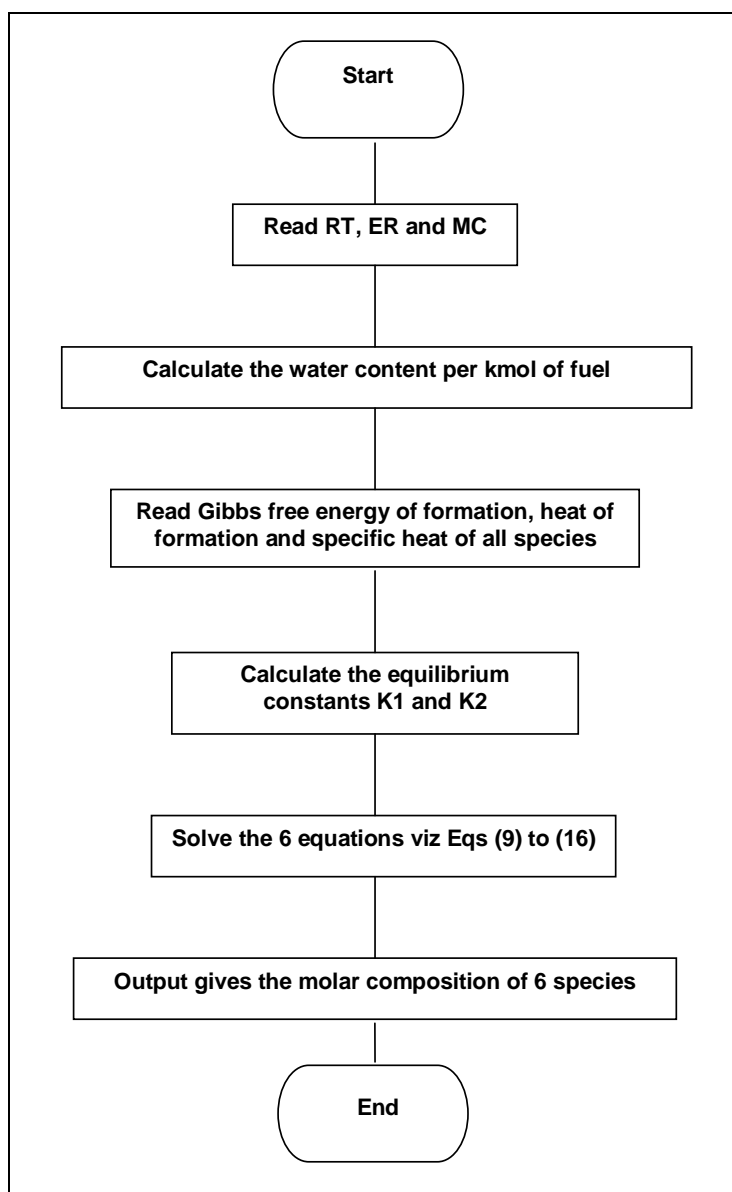 Start
Read RT, ER and MC
Calculate the water content per kmol of fuel
Read Gibbs free energy of formation, heat of
formation and specific heat of all species
Calculate the equilibrium
constants K1 and K2
Solve the 6 equations viz Eqs (9) to (16)
Output gives the molar composition of 6 species
End